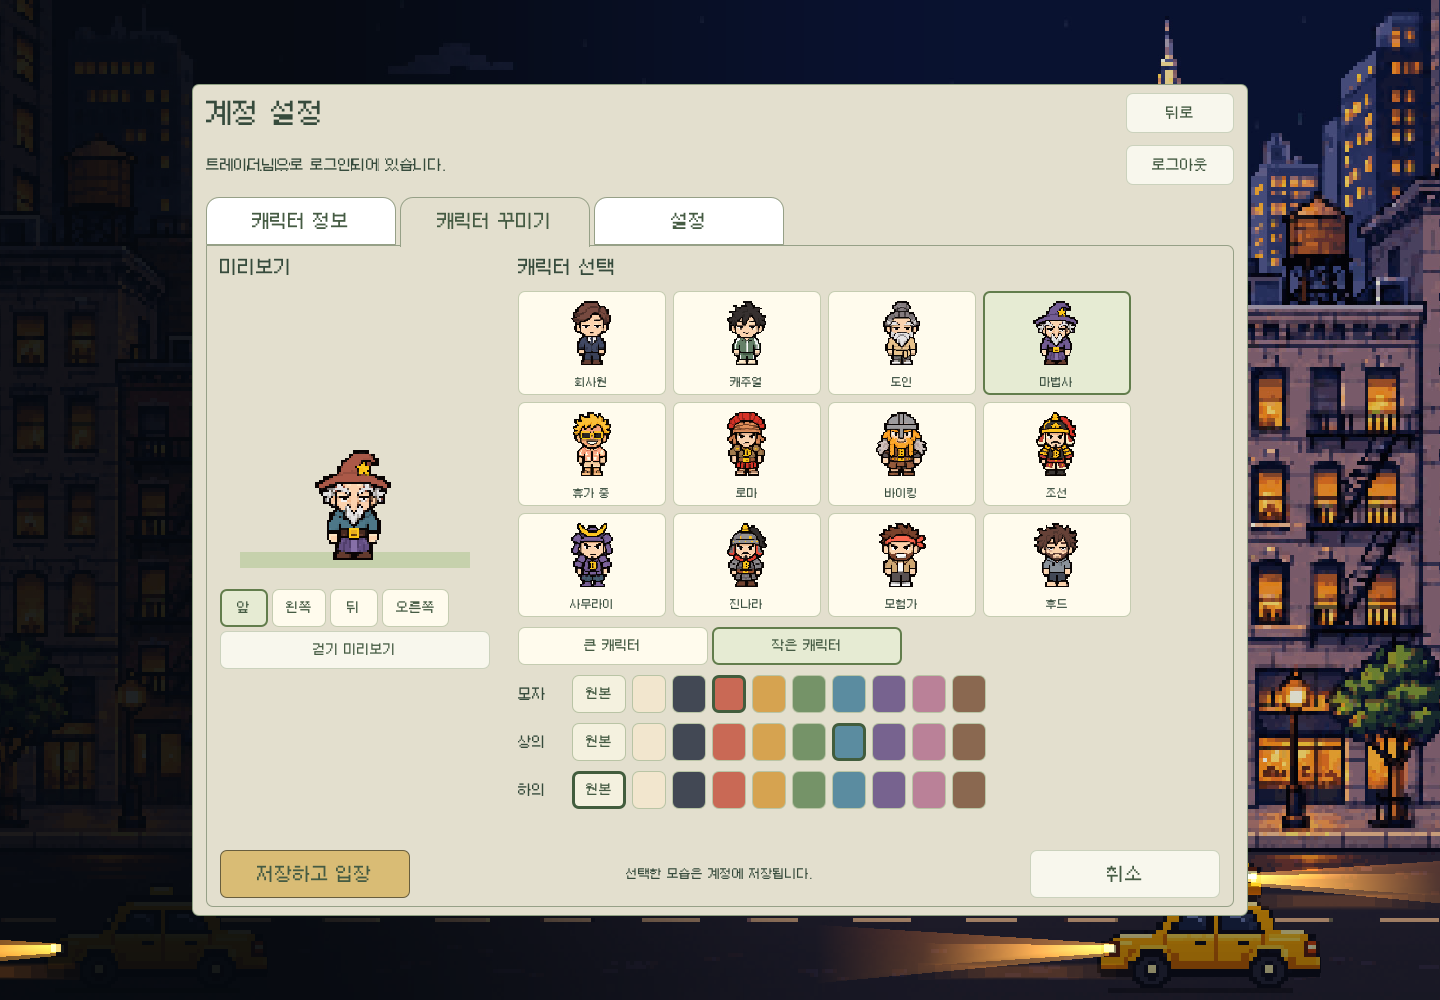 계정 설정
뒤로
트레이더님으로 로그인되어 있습니다.
로그아웃
캐릭터 정보
캐릭터 꾸미기
설정
미리보기
캐릭터 선택
회사원
캐주얼
도인
마법사
휴가 중
로마
바이킹
조선
사무라이
진나라
모험가
후드
앞
왼쪽
뒤
오른쪽
걷기 미리보기
큰 캐릭터
작은 캐릭터
모자
원본
상의
원본
하의
원본
저장하고 입장
선택한 모습은 계정에 저장됩니다.
취소